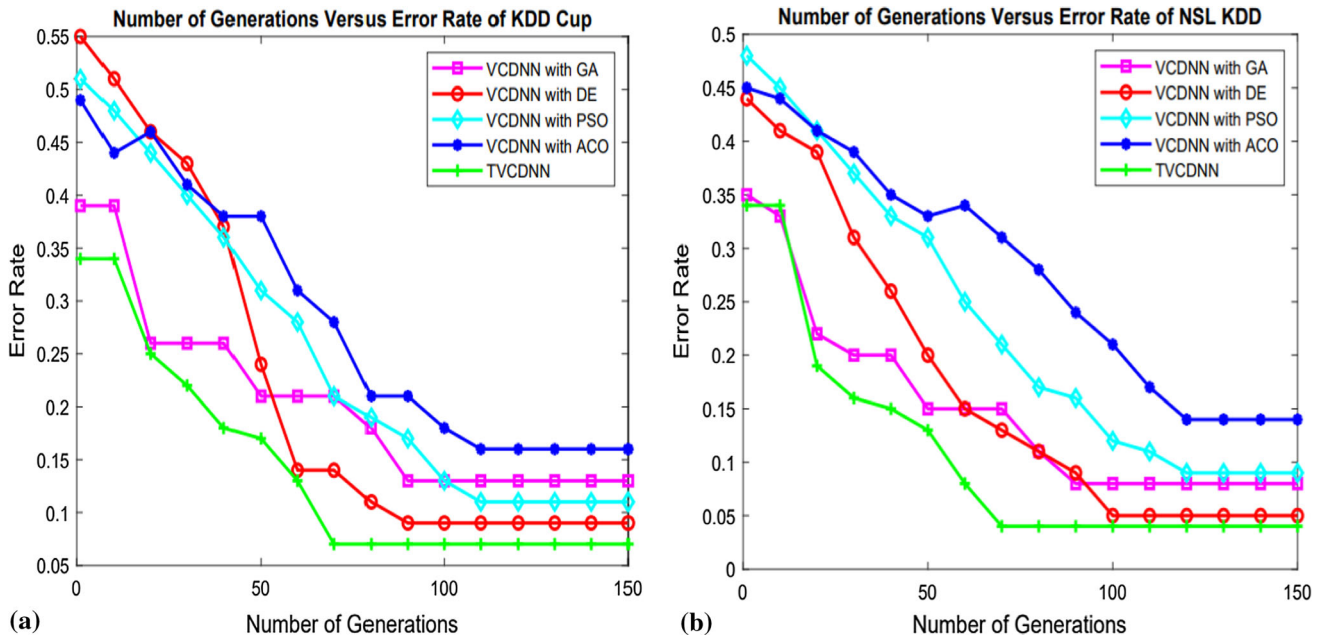 Number of Generations Versus Error Rate of KDD Cup
0.55
0.5
0.45
0.4
0.35
0.3
0.25
0.2
0.15
0.1
0.05
Error Rate
VCDNN with GA
VCDNN with DE
VCDNN with PSO
VCDNN with ACO
TVCDNN
0 50 100 150
Number of Generations
(a)
Number of Generations Versus Error Rate of NSL KDD
0.5
0.45
0.4
0.35
0.3
0.25
0.2
0.15
0.1
0.05
0
Error Rate
VCDNN with GA
VCDNN with DE
VCDNN with PSO
VCDNN with ACO
TVCDNN
0 50 100 150
Number of Generations
(b)